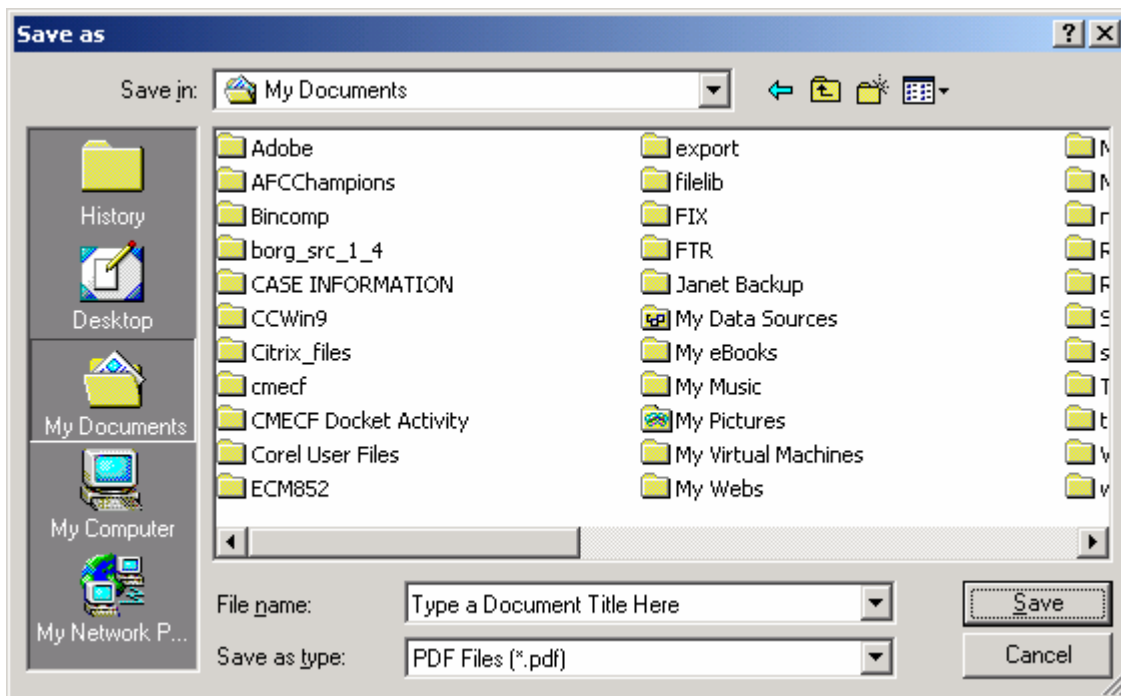 Save as
Save in: My Documents
History
Desktop
My Documents
My Computer
My Network P...
Adobe
AFCChampions
Bincomp
borg_src_1_4
CASE INFORMATION
CCWin9
Citrix_files
cmecf
CMECF Docket Activity
Corel User Files
ECM852
export
filelib
FIX
FTR
Janet Backup
My Data Sources
My eBooks
My Music
My Pictures
My Virtual Machines
My Webs
File name: Type a Document Title Here
Save
Save as type: PDF Files (*.pdf)
Cancel